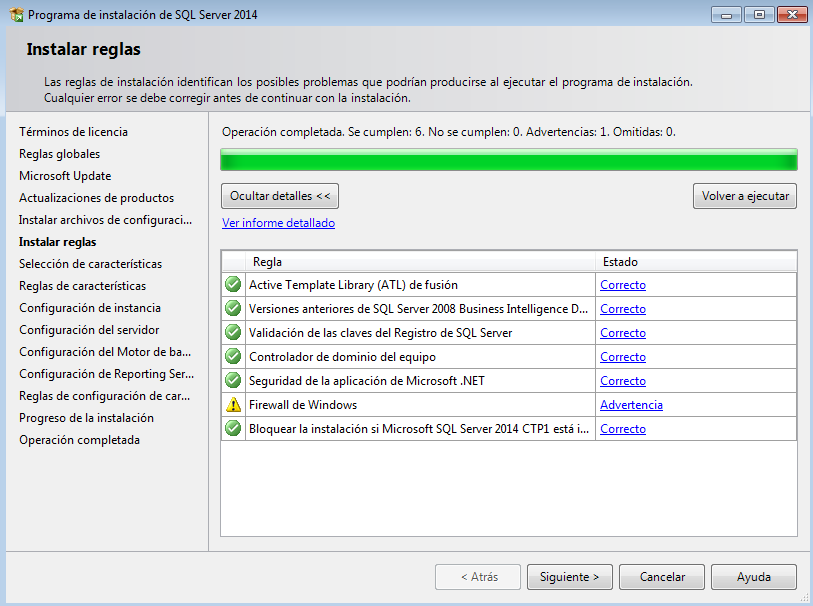 Programa de instalación de SQL Server 2014
Instalar reglas
Las reglas de instalación identifican los posibles problemas que podrían producirse al ejecutar el programa de instalación.
Cualquier error se debe corregir antes de continuar con la instalación.
Términos de licencia
Reglas globales
Microsoft Update
Actualizaciones de productos
Instalar archivos de configuraci...
Instalar reglas
Selección de características
Reglas de características
Configuración de instancia
Configuración del servidor
Configuración del Motor de ba...
Configuración de Reporting Ser...
Reglas de configuración de car...
Progreso de la instalación
Operación completada
Operación completada. Se cumplen: 6. No se cumplen: 0. Advertencias: 1. Omitidas: 0.
Ocultar detalles <<
Volver a ejecutar
Ver informe detallado
Regla Estado
Active Template Library (ATL) de fusión Correcto
Versiones anteriores de SQL Server 2008 Business Intelligence D... Correcto
Validación de las claves del Registro de SQL Server Correcto
Controlador de dominio del equipo Correcto
Seguridad de la aplicación de Microsoft .NET Correcto
Firewall de Windows Advertencia
Bloquear la instalación si Microsoft SQL Server 2014 CTP1 está i... Correcto
< Atrás Siguiente > Cancelar Ayuda